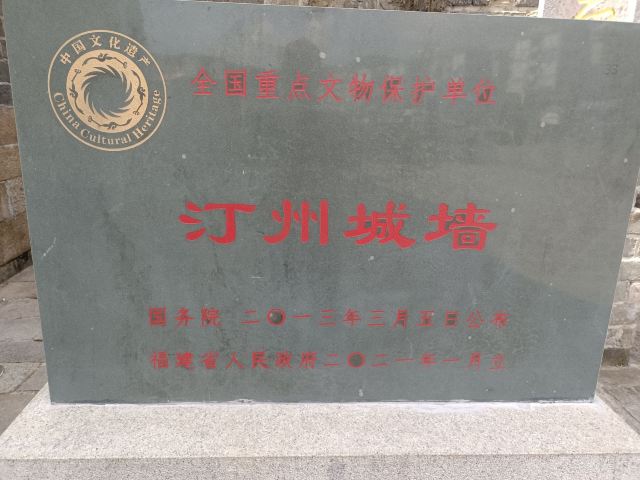 中国文化遗产
China Cultural Heritage
全国重点文物保护单位
汀州城墙
国务院 二〇一三年三月五日公布
福建省人民政府二〇二一年一月立